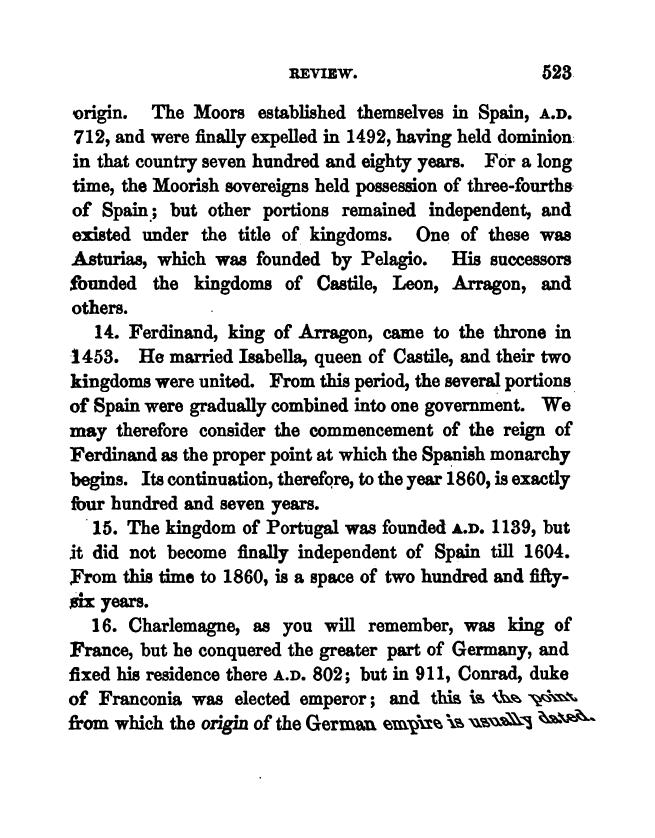 REVIEW. 523
origin. The Moors established themselves in Spain, A.D.
712, and were finally expelled in 1492, having held dominion
in that country seven hundred and eighty years. For a long
time, the Moorish sovereigns held possession of three-fourths
of Spain; but other portions remained independent, and
existed under the title of kingdoms. One of these was
Asturias, which was founded by Pelagio. His successors
founded the kingdoms of Castile, Leon, Arragon, and
others.
14. Ferdinand, king of Arragon, came to the throne in
1453. He married Isabella, queen of Castile, and their two
kingdoms were united. From this period, the several portions
of Spain were gradually combined into one government. We
may therefore consider the commencement of the reign of
Ferdinand as the proper point at which the Spanish monarchy
begins. Its continuation, therefore, to the year 1860, is exactly
four hundred and seven years.
15. The kingdom of Portugal was founded A.D. 1139, but
it did not become finally independent of Spain till 1604.
From this time to 1860, is a space of two hundred and fifty-
six years.
16. Charlemagne, as you will remember, was king of
France, but he conquered the greater part of Germany, and
fixed his residence there A.D. 802; but in 911, Conrad, duke
of Franconia was elected emperor; and this is the point
from which the origin of the German empire is usually dated.